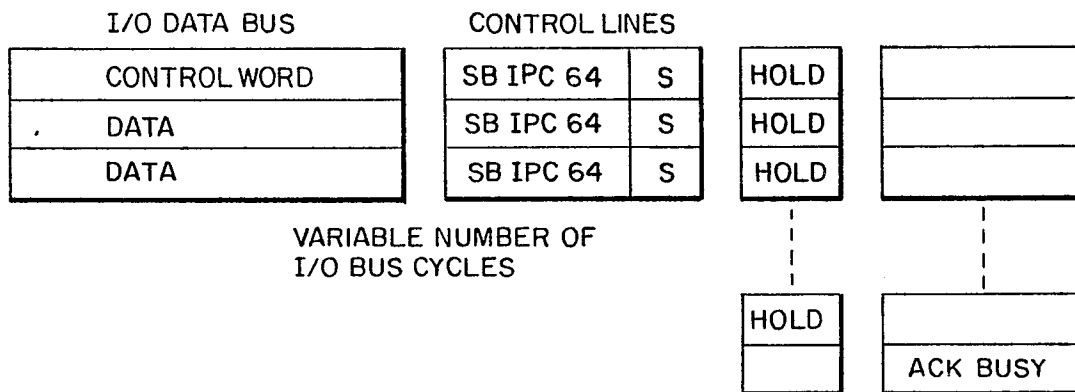 I/O DATA BUS CONTROL LINES
CONTROL WORD SB IPC 64 S HOLD
DATA SB IPC 64 S HOLD
DATA SB IPC 64 S HOLD
VARIABLE NUMBER OF
I/O BUS CYCLES
HOLD
ACK BUSY